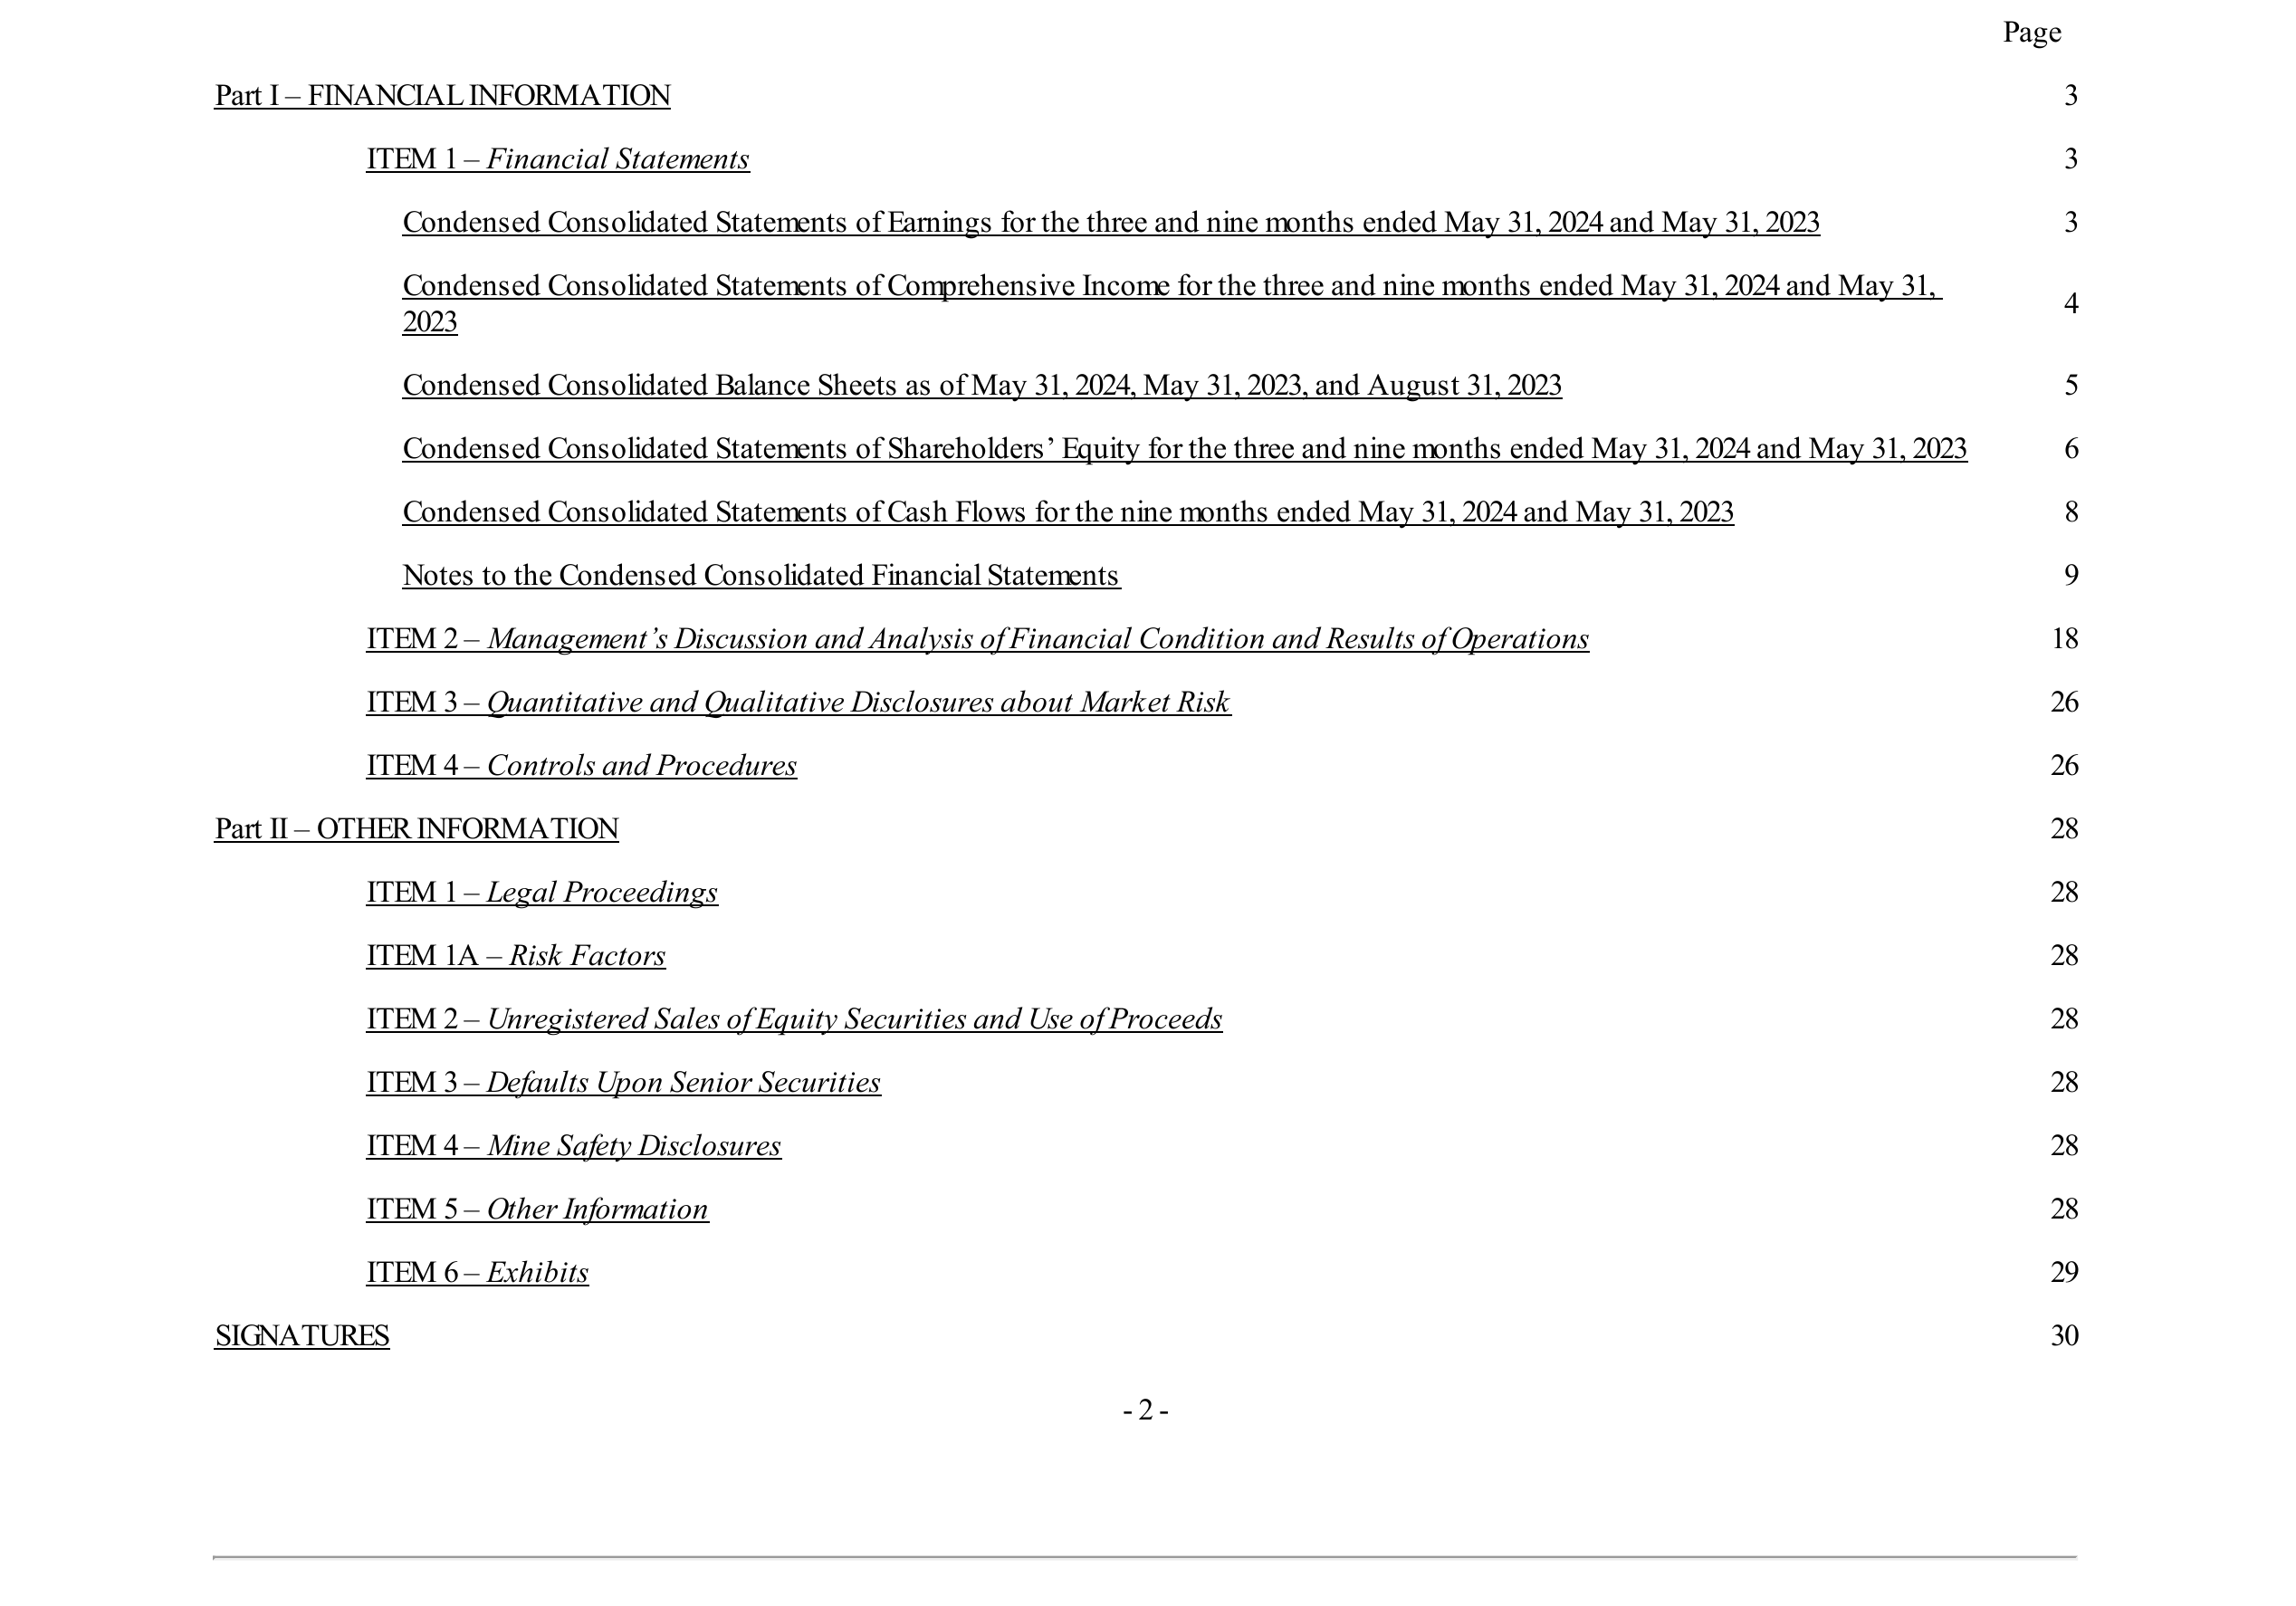 Page
Part I – FINANCIAL INFORMATION 3
ITEM 1 – Financial Statements 3
Condensed Consolidated Statements of Earnings for the three and nine months ended May 31, 2024 and May 31, 2023 3
Condensed Consolidated Statements of Comprehensive Income for the three and nine months ended May 31, 2024 and May 31,
2023 4
Condensed Consolidated Balance Sheets as of May 31, 2024, May 31, 2023, and August 31, 2023 5
Condensed Consolidated Statements of Shareholders’ Equity for the three and nine months ended May 31, 2024 and May 31, 2023 6
Condensed Consolidated Statements of Cash Flows for the nine months ended May 31, 2024 and May 31, 2023 8
Notes to the Condensed Consolidated Financial Statements 9
ITEM 2 – Management’s Discussion and Analysis of Financial Condition and Results of Operations 18
ITEM 3 – Quantitative and Qualitative Disclosures about Market Risk 26
ITEM 4 – Controls and Procedures 26
Part II – OTHER INFORMATION 28
ITEM 1 – Legal Proceedings 28
ITEM 1A – Risk Factors 28
ITEM 2 – Unregistered Sales of Equity Securities and Use of Proceeds 28
ITEM 3 – Defaults Upon Senior Securities 28
ITEM 4 – Mine Safety Disclosures 28
ITEM 5 – Other Information 28
ITEM 6 – Exhibits 29
SIGNATURES 30
- 2 -